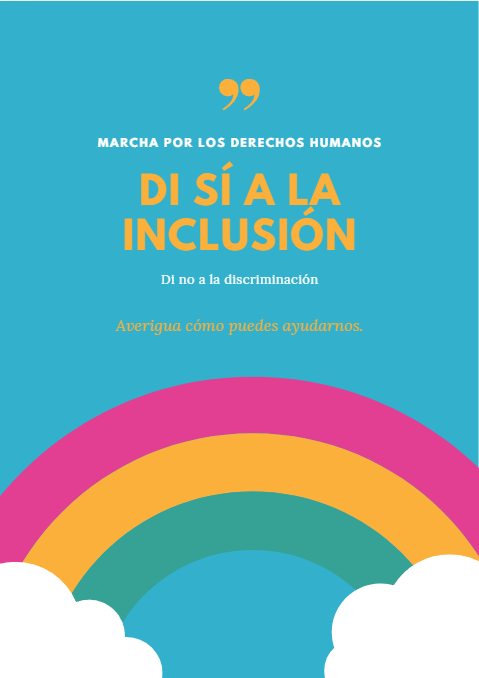 ”
MARCHA POR LOS DERECHOS HUMANOS
DI SÍ A LA
INCLUSIÓN
Di no a la discriminación
Averigua cómo puedes ayudarnos.